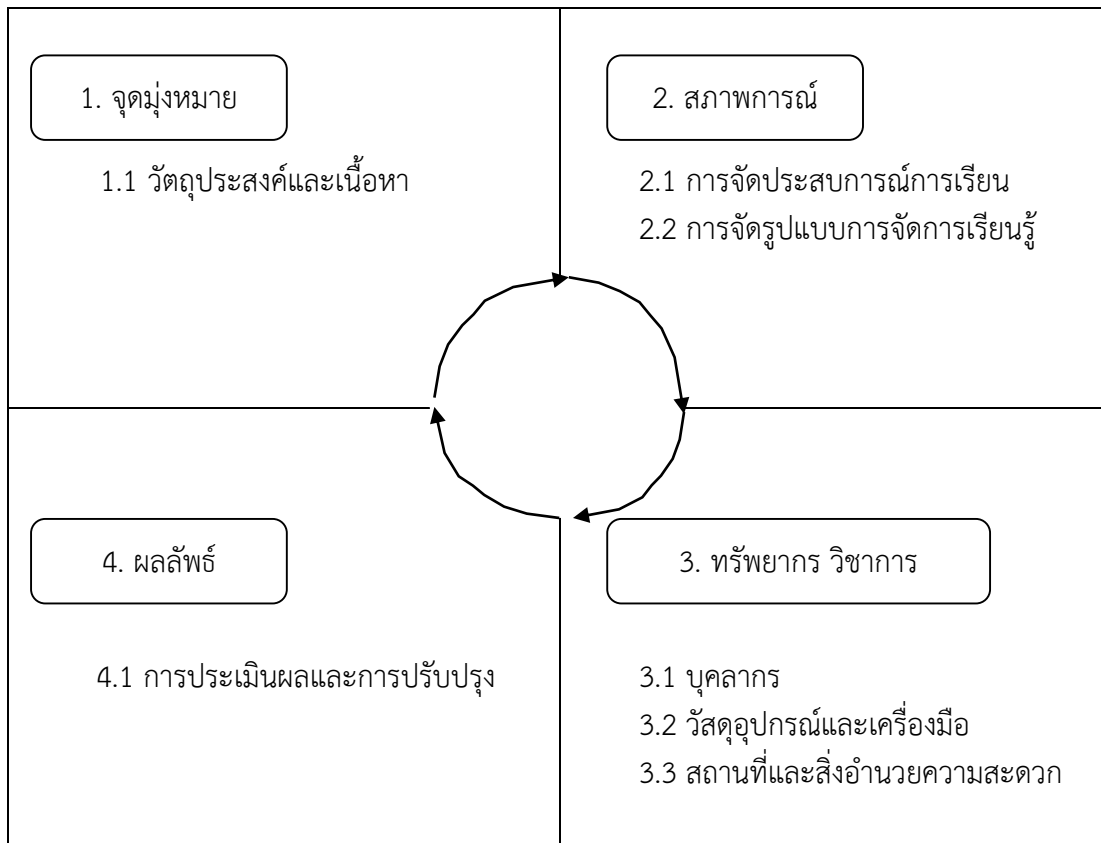 1. จุดมุ่งหมาย
1.1 วัตถุประสงค์และเนื้อหา
2. สภาพการณ์
2.1 การจัดประสบการณ์การเรียน
2.2 การจัดรูปแบบการจัดการเรียนรู้
4. ผลลัพธ์
4.1 การประเมินผลและการปรับปรุง
3. ทรัพยากร วิชาการ
3.1 บุคลากร
3.2 วัสดุอุปกรณ์และเครื่องมือ
3.3 สถานที่และสิ่งอำนวยความสะดวก